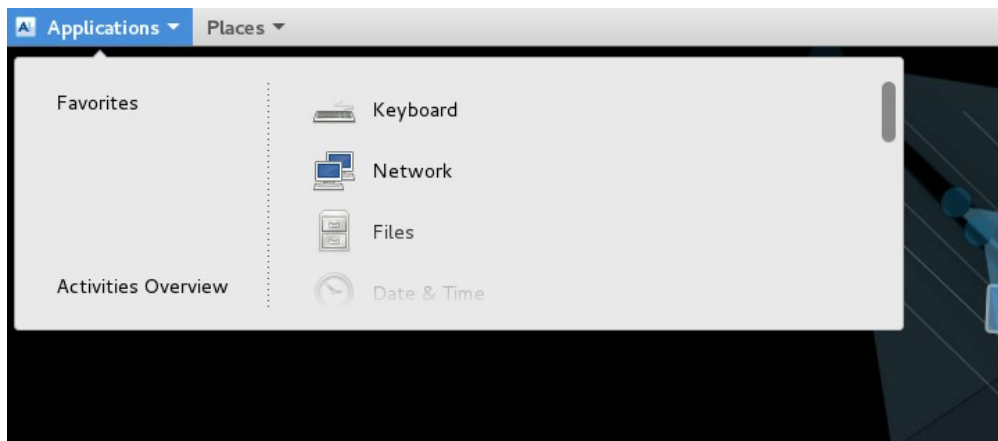 Applications Places
Favorites
Keyboard
Network
Files
Activities Overview
Date & Time